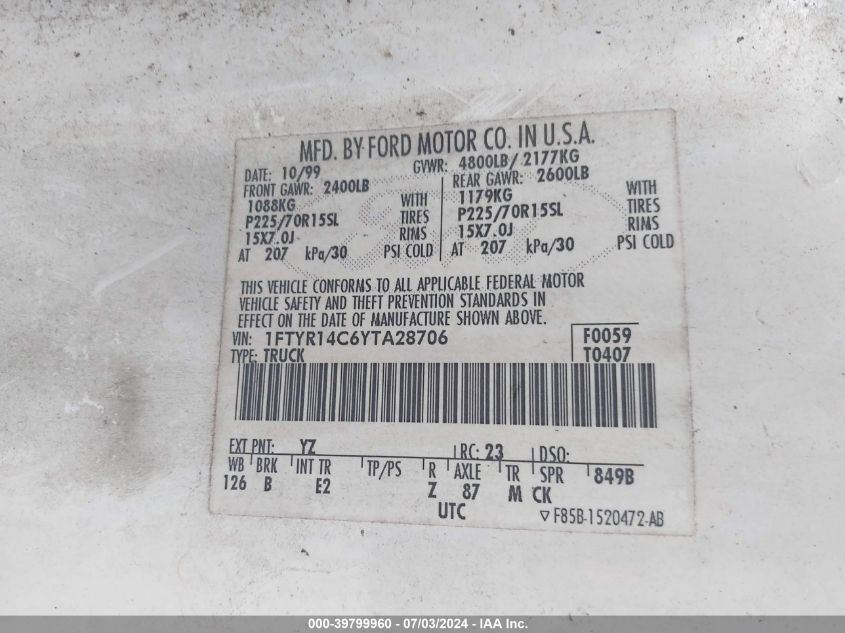 MFD. BY FORD MOTOR CO. IN U.S.A.
DATE: 10/99 GVWR: 4800LB/ 2177KG
FRONT GAWR: 2400LB REAR GAWR: 2600LB
1088KG WITH 1179KG WITH
P225/70R15SL TIRES P225/70R15SL TIRES
15X7.0J RIMS 15X7.0J RIMS
AT 207 kPa/30 PSI COLD AT 207 kPa/30 PSI COLD
THIS VEHICLE CONFORMS TO ALL APPLICABLE FEDERAL MOTOR
VEHICLE SAFETY AND THEFT PREVENTION STANDARDS IN
EFFECT ON THE DATE OF MANUFACTURE SHOWN ABOVE.
VIN: 1FTYR14C6YTA28706 F0059
TYPE: TRUCK T0407
EXT PNT: YZ RC: 23 DSO:
WB BRK INT TR TP/PS R AXLE TR SPR 849B
126 B E2 Z 87 M CK
UTC ▽F85B-1520472-AB
000-39799960 - 07/03/2024 - IAA Inc.